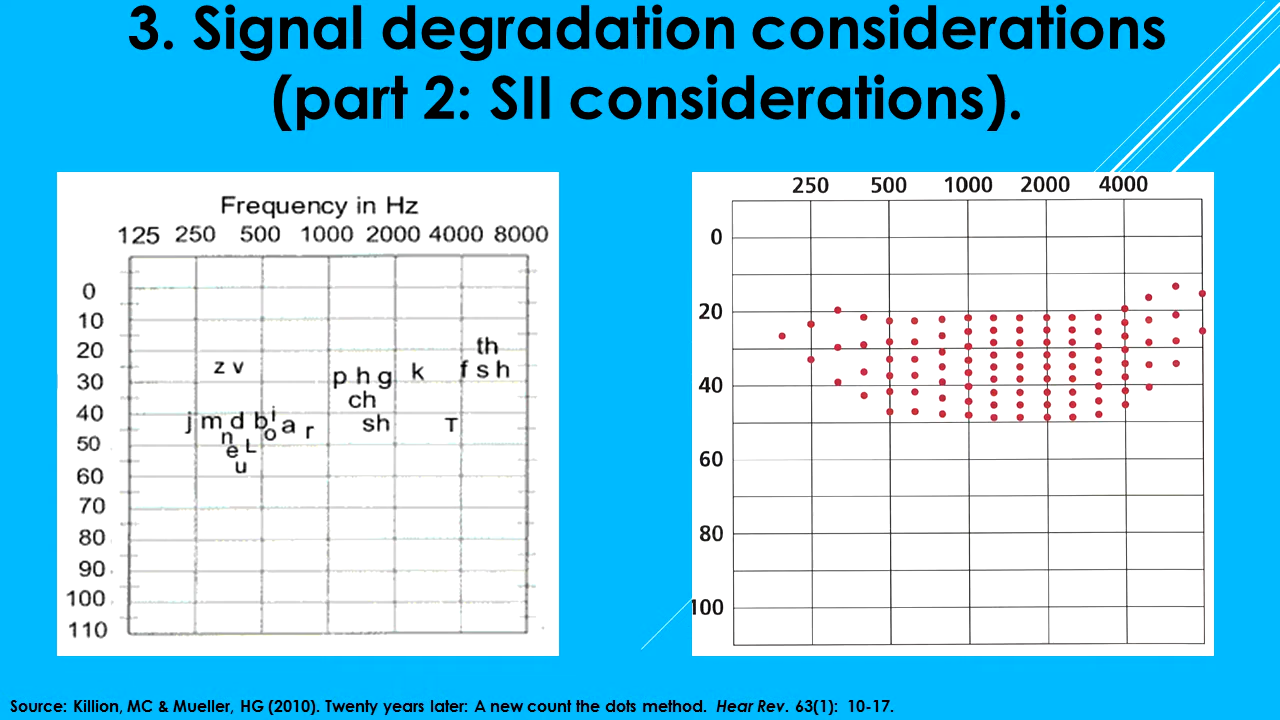 3. Signal degradation considerations
(part 2: SII considerations).
Frequency in Hz
125 250 500 1000 2000 4000 8000
0
10
20
30
40
50
60
70
80
90
100
110
th
z v
p h g
k
f s h
ch
j m d b i
o a r
sh
T
n
e L
u
250 500 1000 2000 4000
0
20
40
60
80
100
Source: Killion, MC & Mueller, HG (2010). Twenty years later: A new count the dots method. Hear Rev. 63(1): 10-17.